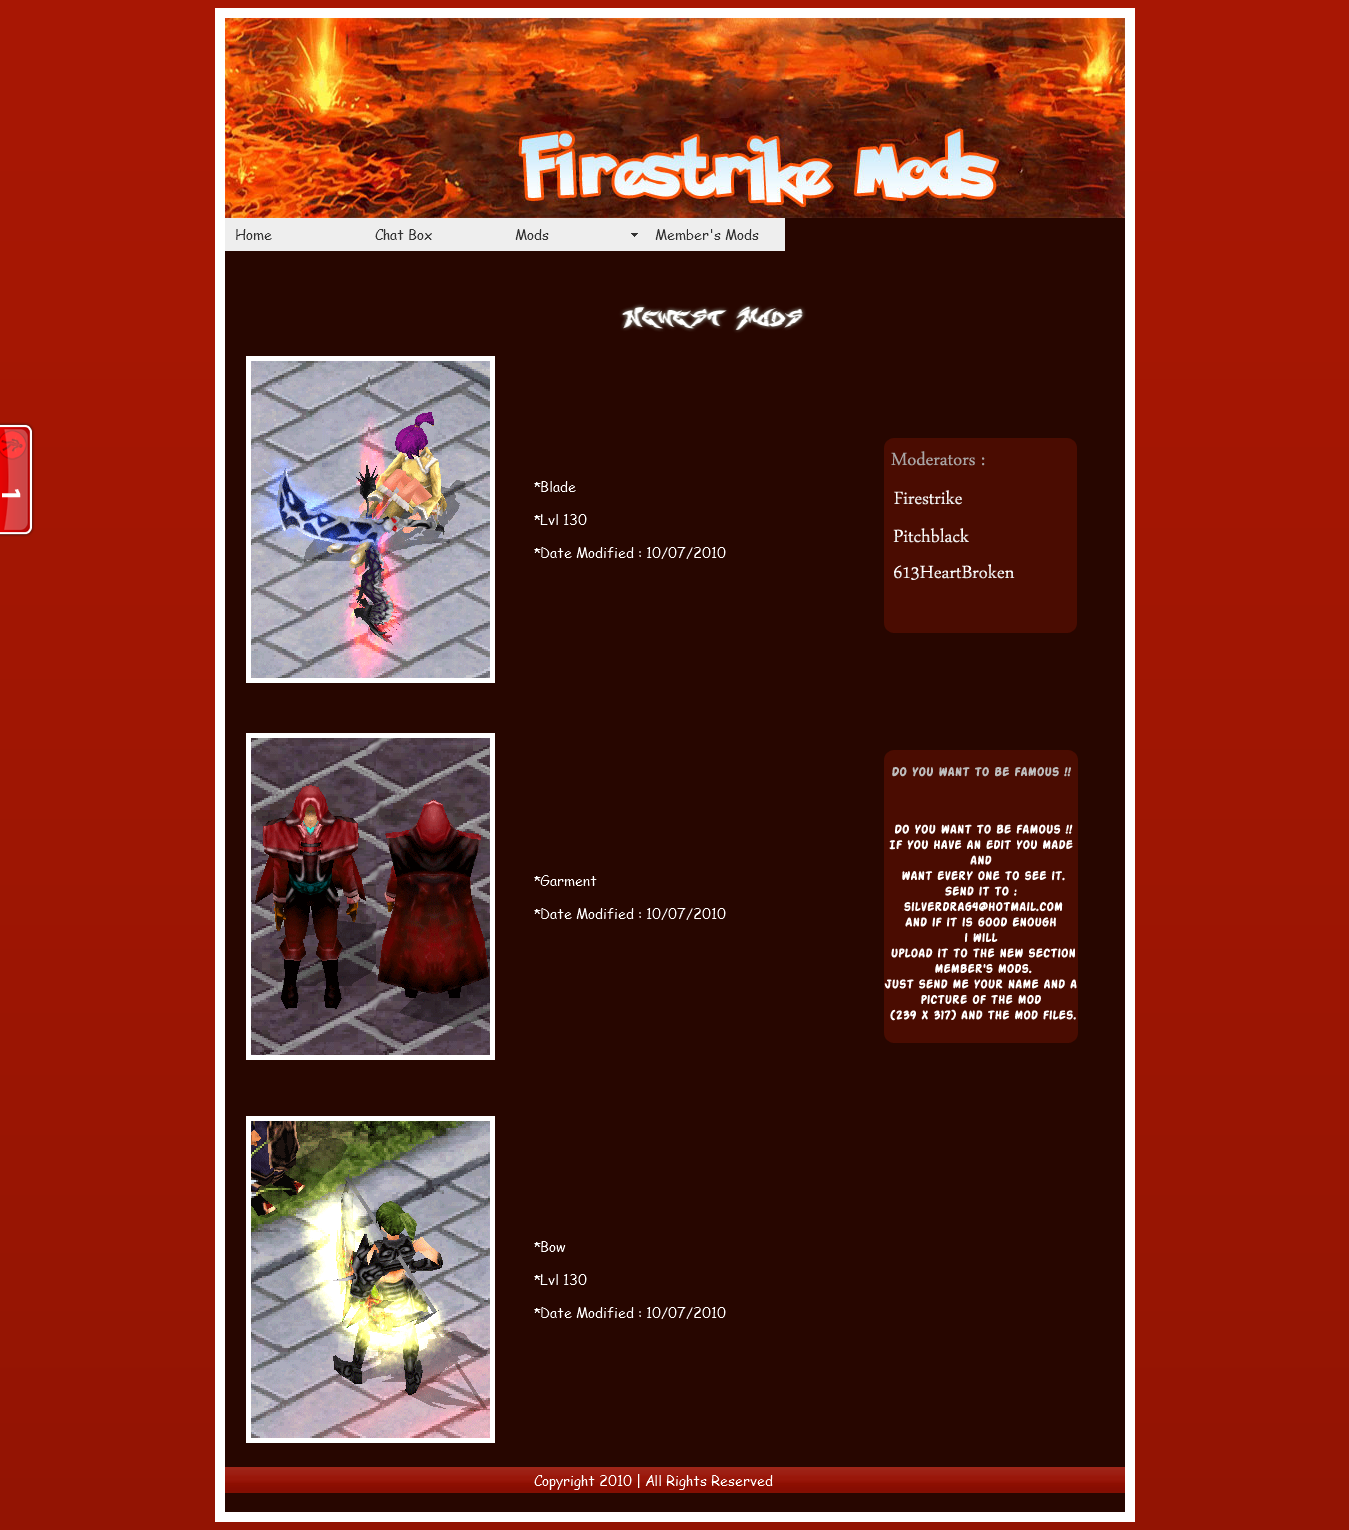 Firestrike Mods
Home
Chat Box
Mods
Member's Mods
Newest Mods
*Blade
*Lvl 130
*Date Modified : 10/07/2010
Moderators :
Firestrike
Pitchblack
613HeartBroken
1
*Garment
*Date Modified : 10/07/2010
DO YOU WANT TO BE FAMOUS !!
DO YOU WANT TO BE FAMOUS !!
IF YOU HAVE AN EDIT YOU MADE
AND
WANT EVERY ONE TO SEE IT.
SEND IT TO :
SILVERDRAG4@HOTMAIL.COM
AND IF IT IS GOOD ENOUGH
I WILL
UPLOAD IT TO THE NEW SECTION
MEMBER'S MODS.
JUST SEND ME YOUR NAME AND A
PICTURE OF THE MOD
(239 X 317) AND THE MOD FILES.
*Bow
*Lvl 130
*Date Modified : 10/07/2010
Copyright 2010 | All Rights Reserved